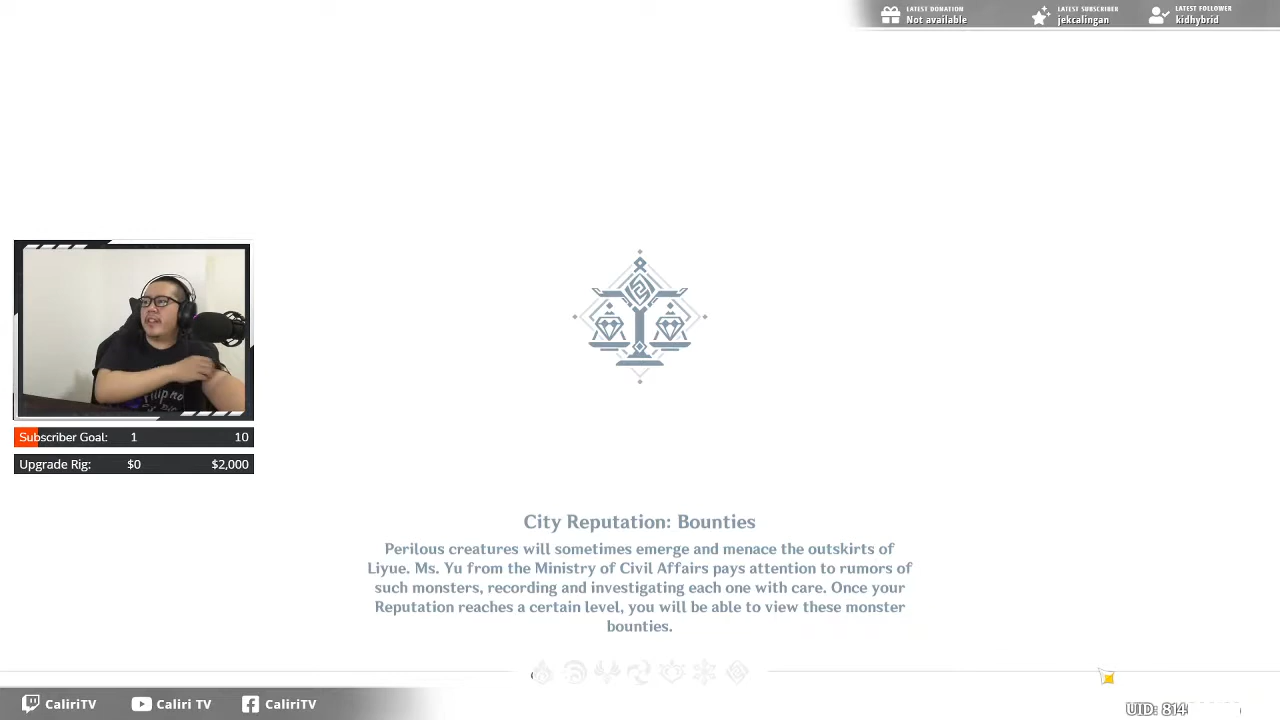 LATEST DONATION
Not available
LATEST SUBSCRIBER
jekcalingan
LATEST FOLLOWER
kidhybrid
Subscriber Goal: 1 10
Upgrade Rig: $0 $2,000
City Reputation: Bounties
Perilous creatures will sometimes emerge and menace the outskirts of
Liyue. Ms. Yu from the Ministry of Civil Affairs pays attention to rumors of
such monsters, recording and investigating each one with care. Once your
Reputation reaches a certain level, you will be able to view these monster
bounties.
CaliriTV
Caliri TV
CaliriTV
UID: 814